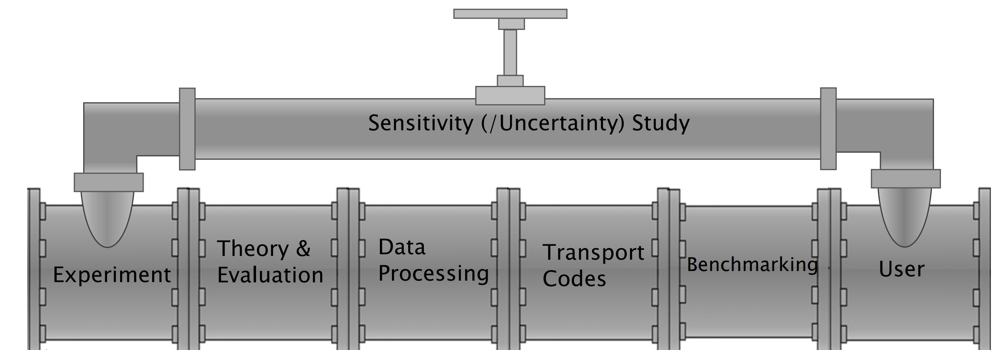 Sensitivity (/Uncertainty) Study
Experiment
Theory &
Evaluation
Data
Processing
Transport
Codes
Benchmarking
User